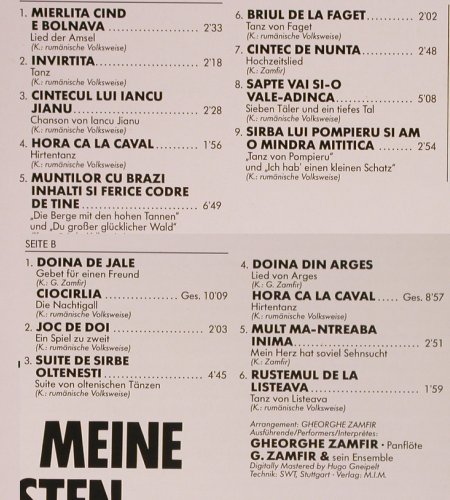 1. MIERLITA CIND
E BOLNAVA .................. 2'33
Lied der Amsel
(K.: rumänische Volksweise)
2. INVIRTITA .................. 2'18
Tanz
(K.: rumänische Volksweise)
3. CINTECUL LUI IANCU
JIANU .................. 2'28
Chanson von Iancu Jianu
(K.: rumänische Volksweise)
4. HORA CA LA CAVAL .... 1'56
Hirtentanz
(K.: rumänische Volksweise)
5. MUNTILOR CU BRAZI
INHALTI SI FERICE CODRE
DE TINE .................. 6'49
„Die Berge mit den hohen Tannen"
und „Du großer glücklicher Wald"
6. BRIUL DE LA FAGET ...... 2'02
Tanz von Faget
(K.: rumänische Volksweise)
7. CINTEC DE NUNTA ........ 2'48
Hochzeitslied
(K.: Zamfir)
8. SAPTE VAI SI-O
VALE-ADINCA .................. 5'08
Sieben Täler und ein tiefes Tal
(K.: rumänische Volksweise)
9. SIRBA LUI POMPIERU SI AM
O MINDRA MITITICA ...... 2'54
„Tanz von Pompieru"
und „Ich hab' einen kleinen Schatz"
(K.: rumänische Volksweise)
SEITE B
1. DOINA DE JALE
Gebet für einen Freund
(K.: G. Zamfir)
CIOCIRLIA .................. Ges. 10'09
Die Nachtigall
(K.: rumänische Volksweise)
2. JOC DE DOI .................. 2'03
Ein Spiel zu zweit
(K.: rumänische Volksweise)
3. SUITE DE SIRBE
OLTENESTI .................. 4'45
Suite von oltenischen Tänzen
(K.: rumänische Volksweise)
4. DOINA DIN ARGES
Lied von Arges
(K.: rumänische Volksweise)
HORA CA LA CAVAL ... Ges. 8'57
Hirtentanz
(K.: rumänische Volksweise)
5. MULT MA-NTREABA
INIMA .................. 2'51
Mein Herz hat soviel Sehnsucht
(K.: rumänische Volksweise)
6. RUSTEMUL DE LA
LISTEAVA .................. 1'59
Tanz von Listeava
(K.: rumänische Volksweise)
Arrangement: GHEORGHE ZAMFIR
Ausführende/Performers/Interprètes:
GHEORGHE ZAMFIR · Panflöte
G. ZAMFIR & sein Ensemble
Digitally Mastered by Hugo Gneipelt
Technik: SWT, Stuttgart · Verlag: M.I.M.
MEINE
STEN